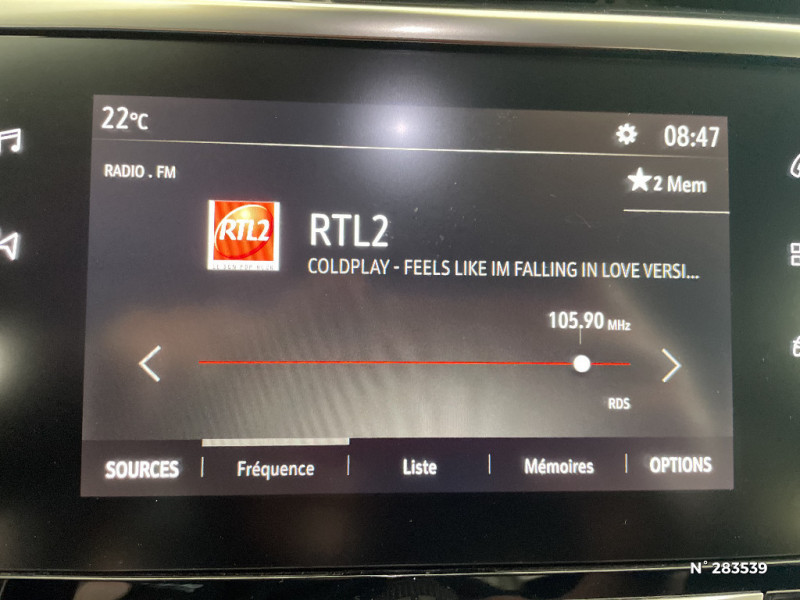 22°C
08:47
RADIO . FM
★2 Mem
RTL2
RTL2
COLDPLAY - FEELS LIKE IM FALLING IN LOVE VERSI...
105.90 MHz
RDS
SOURCES | Fréquence | Liste | Mémoires | OPTIONS
N° 283539